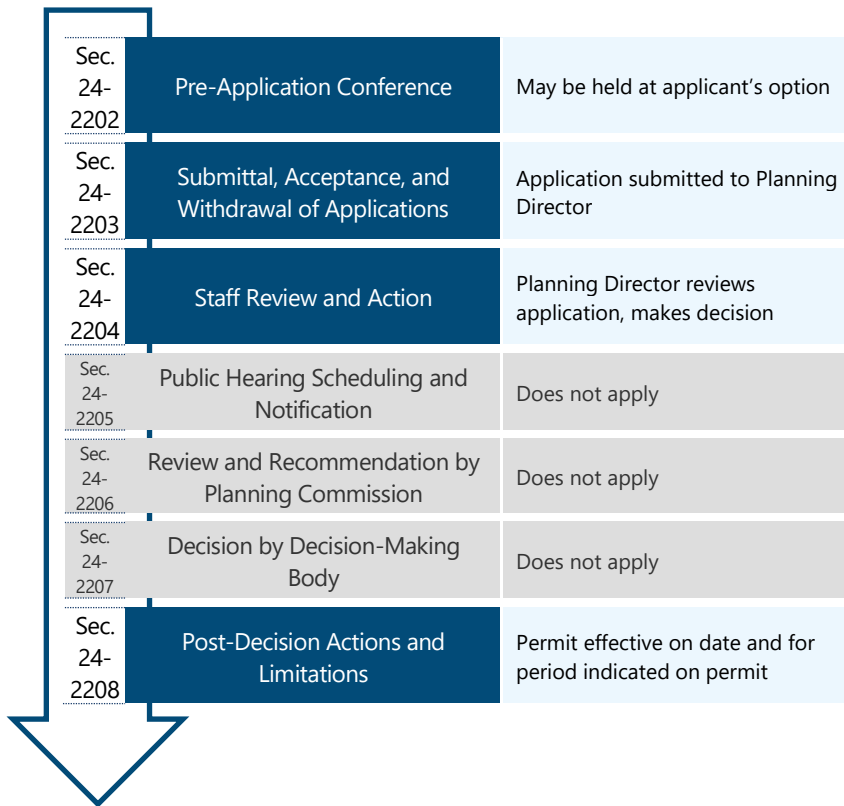 Sec.
24-
2202
Pre-Application Conference
May be held at applicant’s option
Sec.
24-
2203
Submittal, Acceptance, and
Withdrawal of Applications
Application submitted to Planning
Director
Sec.
24-
2204
Staff Review and Action
Planning Director reviews
application, makes decision
Sec.
24-
2205
Public Hearing Scheduling and
Notification
Does not apply
Sec.
24-
2206
Review and Recommendation by
Planning Commission
Does not apply
Sec.
24-
2207
Decision by Decision-Making
Body
Does not apply
Sec.
24-
2208
Post-Decision Actions and
Limitations
Permit effective on date and for
period indicated on permit